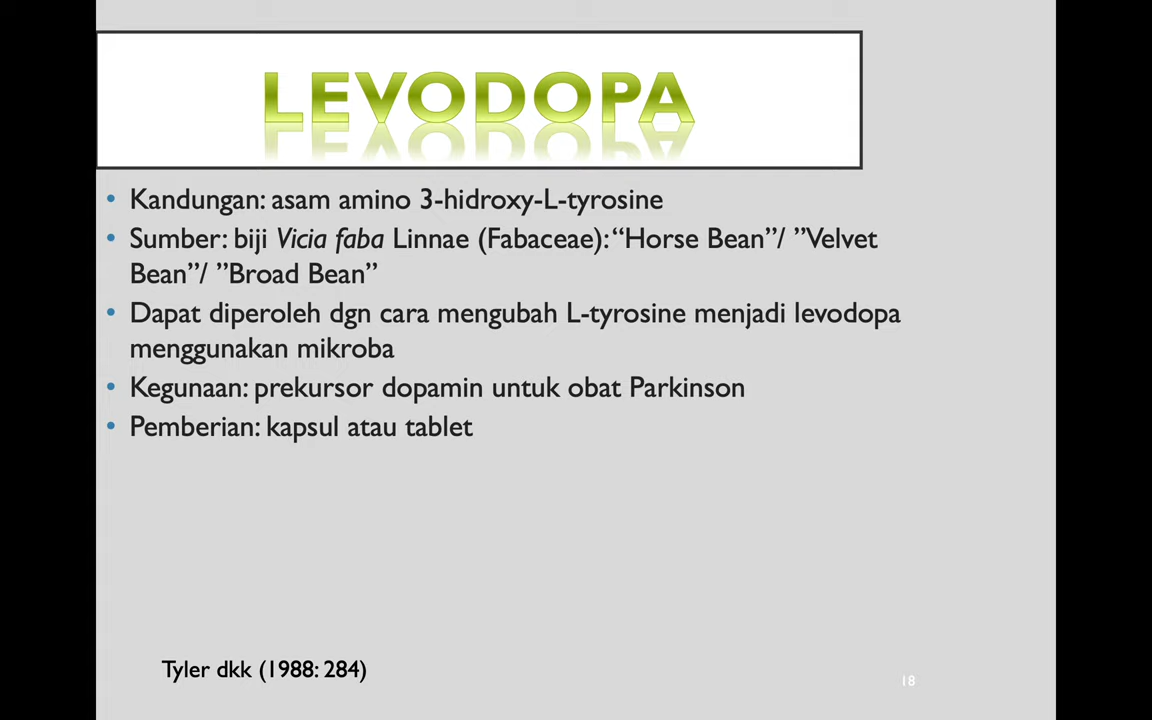 LEVODOPA
• Kandungan: asam amino 3-hidroxy-L-tyrosine
• Sumber: biji Vicia faba Linnae (Fabaceae): “Horse Bean”/ ”Velvet
Bean”/ ”Broad Bean”
• Dapat diperoleh dgn cara mengubah L-tyrosine menjadi levodopa
menggunakan mikroba
• Kegunaan: prekursor dopamin untuk obat Parkinson
• Pemberian: kapsul atau tablet
Tyler dkk (1988: 284)
18